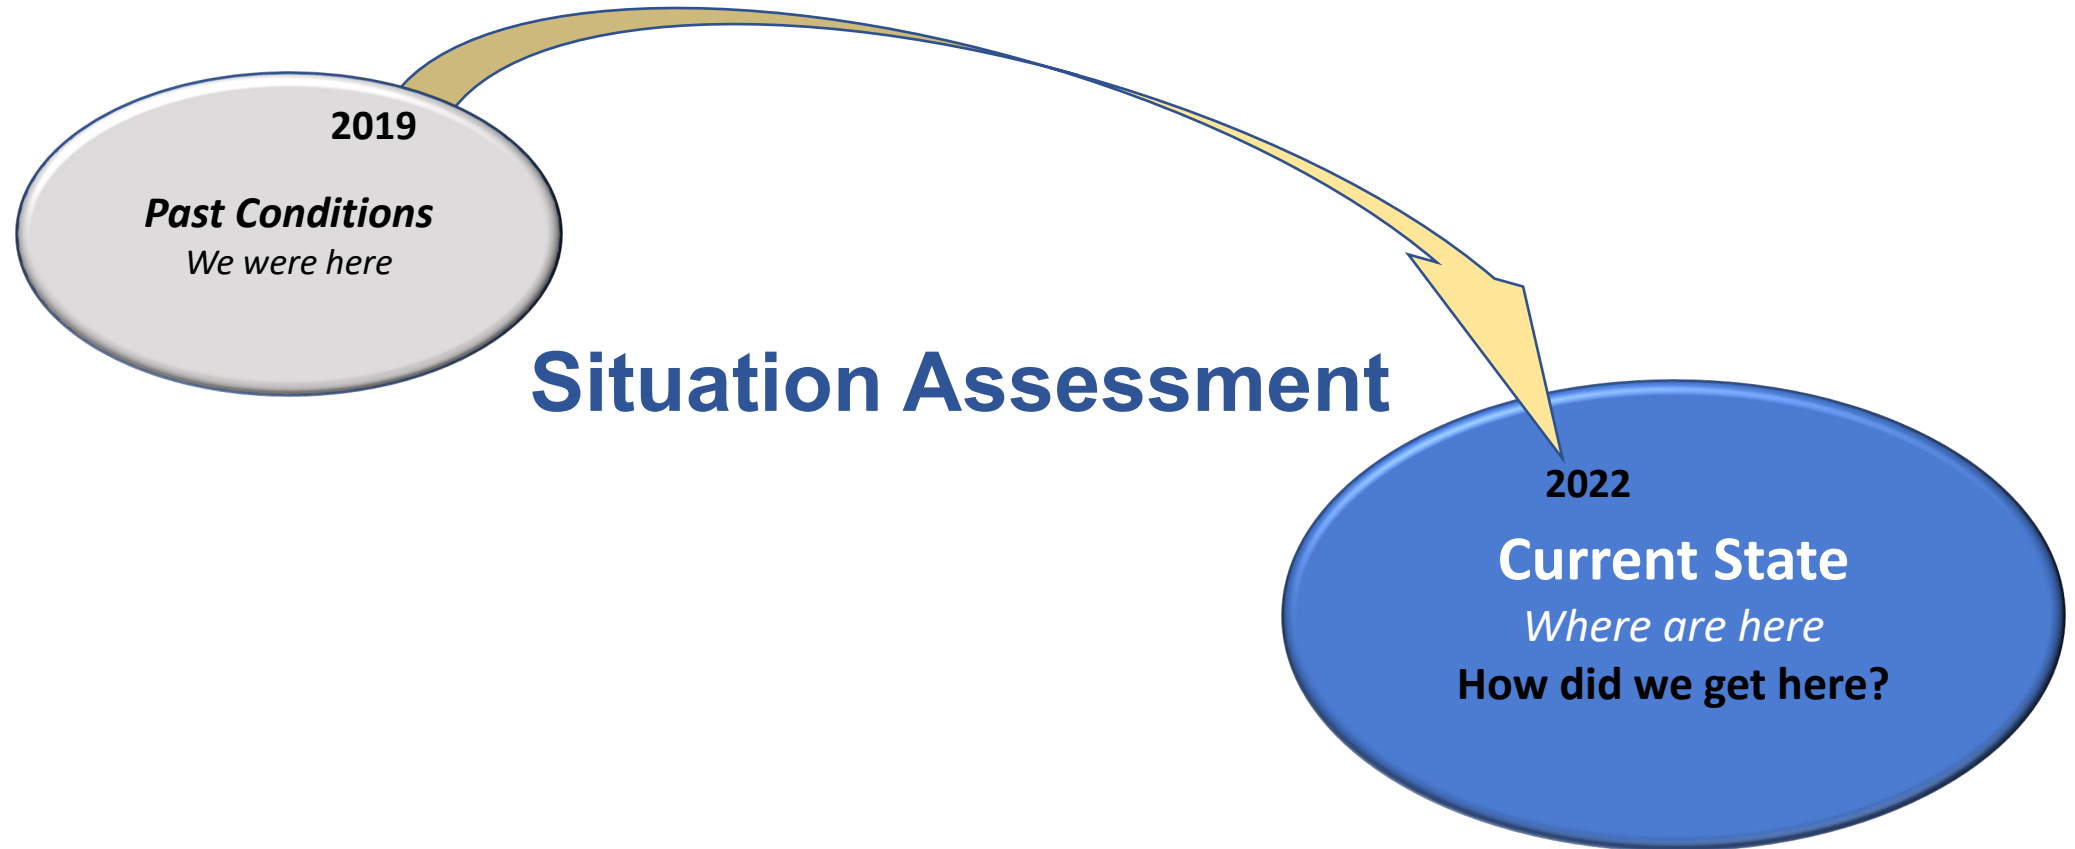 2019
Past Conditions
We were here
Situation Assessment
2022
Current State
Where are here
How did we get here?